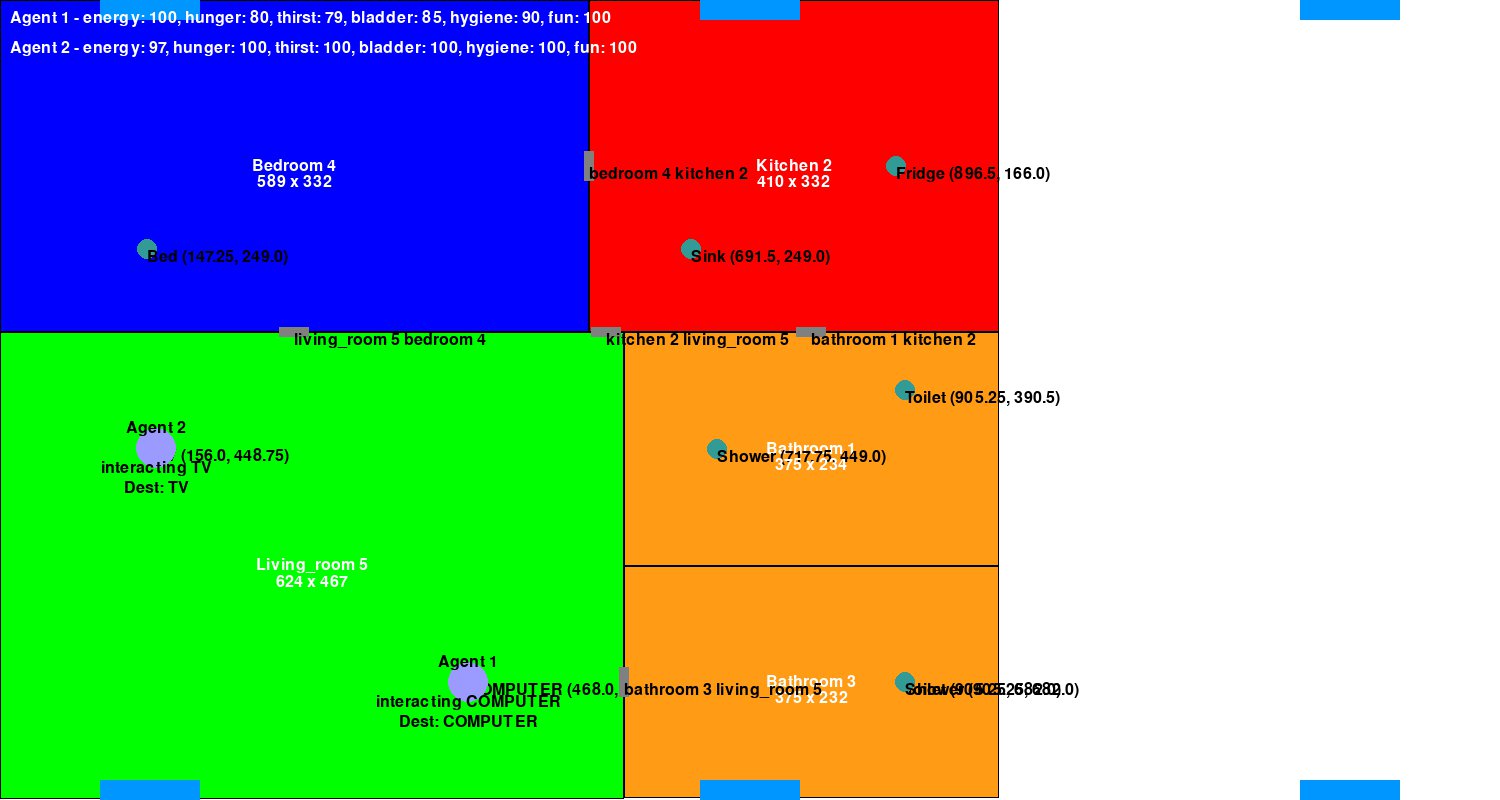 Agent 1 - energy: 100, hunger: 80, thirst: 79, bladder: 85, hygiene: 90, fun: 100
Agent 2 - energy: 97, hunger: 100, thirst: 100, bladder: 100, hygiene: 100, fun: 100
Bedroom 4
589 x 332
Kitchen 2
410 x 332
bedroom 4 kitchen 2
Fridge (896.5, 166.0)
Bed (147.25, 249.0)
Sink (691.5, 249.0)
living_room 5 bedroom 4
kitchen 2 living_room 5
bathroom 1 kitchen 2
Toilet (905.25, 390.5)
Agent 2
(156.0, 448.75)
interacting TV
Dest: TV
Bathroom 1
375 x 234
Shower (717.75, 449.0)
Living_room 5
624 x 467
Agent 1
COMPUTER (468.0,
interacting COMPUTER
Dest: COMPUTER
bathroom 3 living_room 5
Bathroom 3
375 x 232